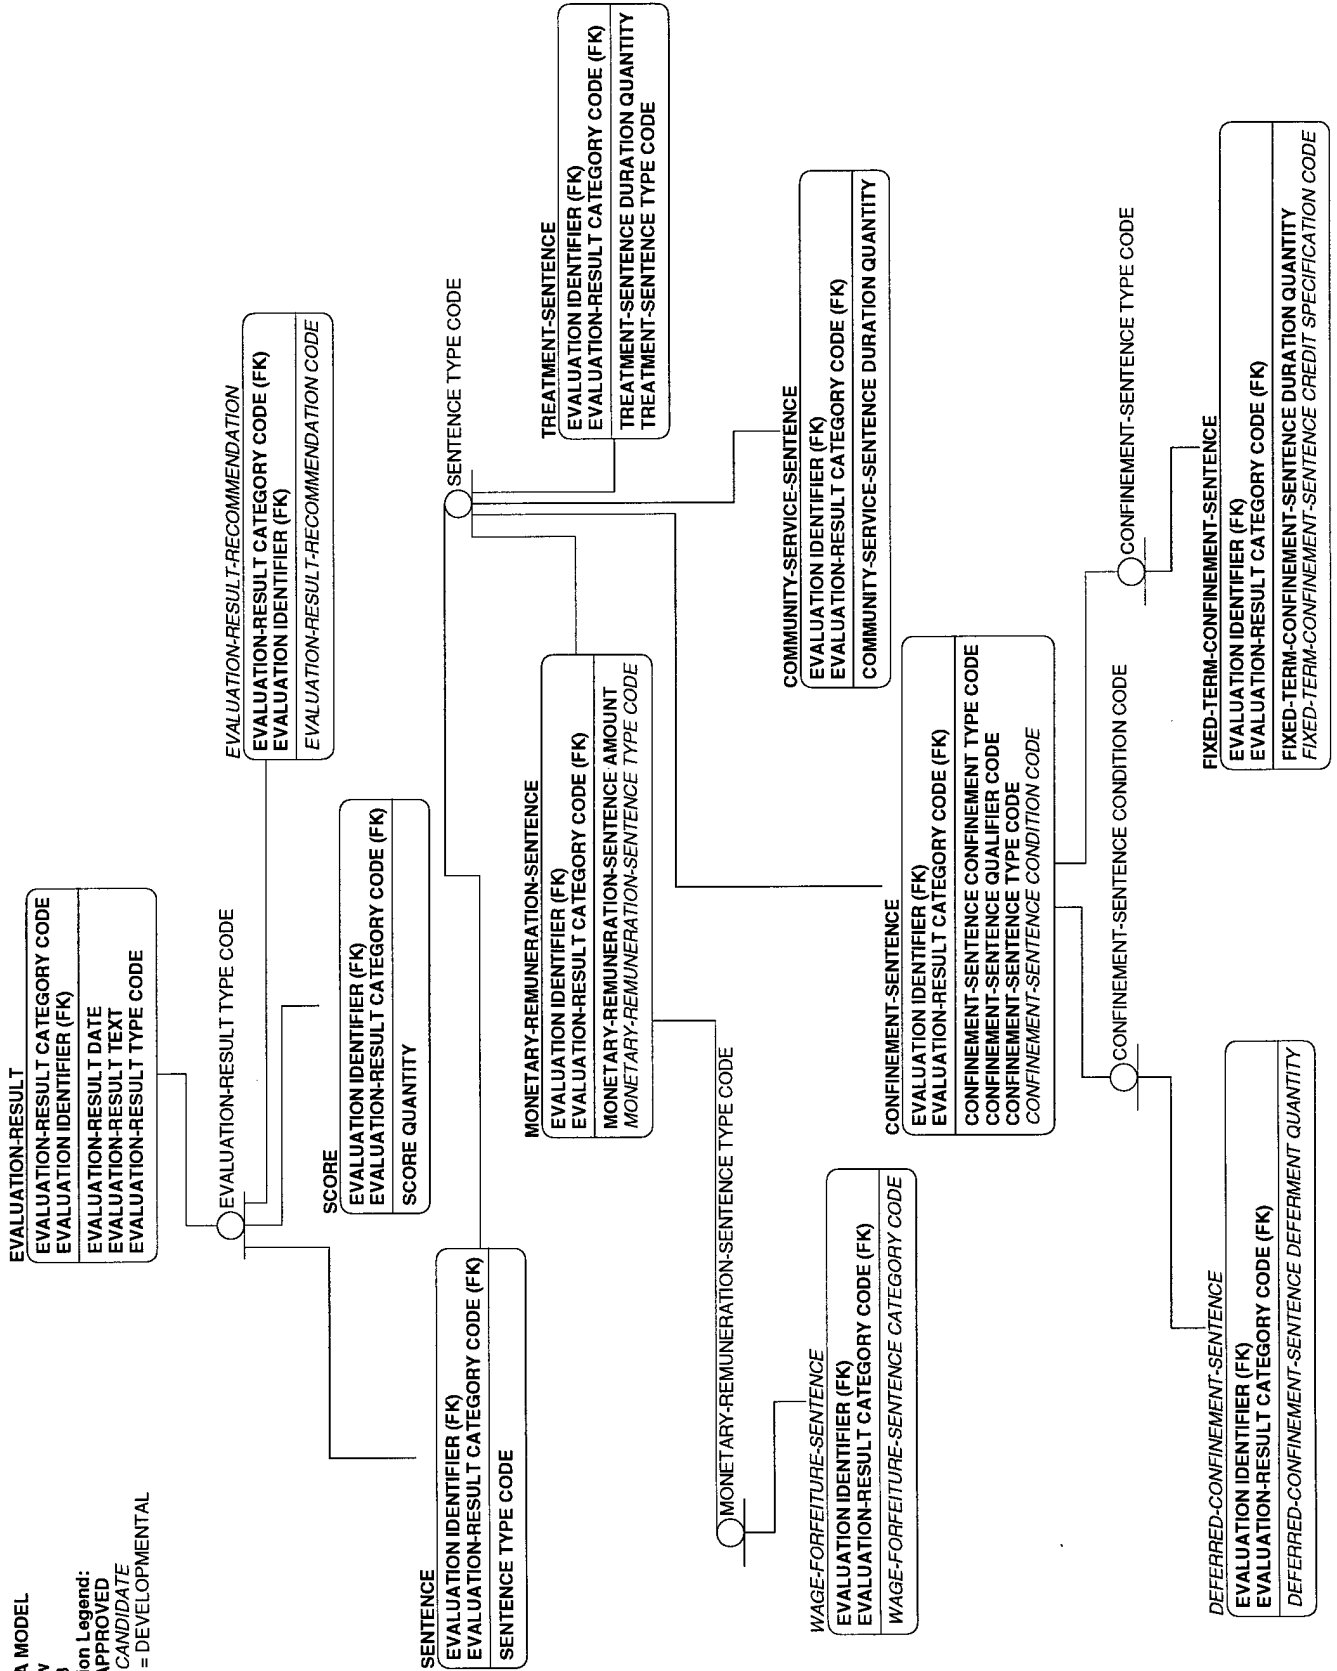 A MODEL
ion Legend:
APPROVED
CANDIDATE
= DEVELOPMENTAL
EVALUATION-RESULT
EVALUATION-RESULT CATEGORY CODE
EVALUATION IDENTIFIER (FK)
EVALUATION-RESULT DATE
EVALUATION-RESULT TEXT
EVALUATION-RESULT TYPE CODE
EVALUATION-RESULT TYPE CODE
EVALUATION-RESULT-RECOMMENDATION
EVALUATION-RESULT CATEGORY CODE (FK)
EVALUATION IDENTIFIER (FK)
EVALUATION-RESULT-RECOMMENDATION CODE
SCORE
EVALUATION IDENTIFIER (FK)
EVALUATION-RESULT CATEGORY CODE (FK)
SCORE QUANTITY
SENTENCE
EVALUATION IDENTIFIER (FK)
EVALUATION-RESULT CATEGORY CODE (FK)
SENTENCE TYPE CODE
SENTENCE TYPE CODE
MONETARY-REMUNERATION-SENTENCE
EVALUATION IDENTIFIER (FK)
EVALUATION-RESULT CATEGORY CODE (FK)
MONETARY-REMUNERATION-SENTENCE AMOUNT
MONETARY-REMUNERATION-SENTENCE TYPE CODE
TREATMENT-SENTENCE
EVALUATION IDENTIFIER (FK)
EVALUATION-RESULT CATEGORY CODE (FK)
TREATMENT-SENTENCE DURATION QUANTITY
TREATMENT-SENTENCE TYPE CODE
MONETARY-REMUNERATION-SENTENCE TYPE CODE
COMMUNITY-SERVICE-SENTENCE
EVALUATION IDENTIFIER (FK)
EVALUATION-RESULT CATEGORY CODE (FK)
COMMUNITY-SERVICE-SENTENCE DURATION QUANTITY
WAGE-FORFEITURE-SENTENCE
EVALUATION IDENTIFIER (FK)
EVALUATION-RESULT CATEGORY CODE (FK)
WAGE-FORFEITURE-SENTENCE CATEGORY CODE
CONFINEMENT-SENTENCE
EVALUATION IDENTIFIER (FK)
EVALUATION-RESULT CATEGORY CODE (FK)
CONFINEMENT-SENTENCE CONFINEMENT TYPE CODE
CONFINEMENT-SENTENCE QUALIFIER CODE
CONFINEMENT-SENTENCE TYPE CODE
CONFINEMENT-SENTENCE CONDITION CODE
CONFINEMENT-SENTENCE CONDITION CODE
CONFINEMENT-SENTENCE TYPE CODE
DEFERRED-CONFINEMENT-SENTENCE
EVALUATION IDENTIFIER (FK)
EVALUATION-RESULT CATEGORY CODE (FK)
DEFERRED-CONFINEMENT-SENTENCE DEFERMENT QUANTITY
FIXED-TERM-CONFINEMENT-SENTENCE
EVALUATION IDENTIFIER (FK)
EVALUATION-RESULT CATEGORY CODE (FK)
FIXED-TERM-CONFINEMENT-SENTENCE DURATION QUANTITY
FIXED-TERM-CONFINEMENT-SENTENCE CREDIT SPECIFICATION CODE